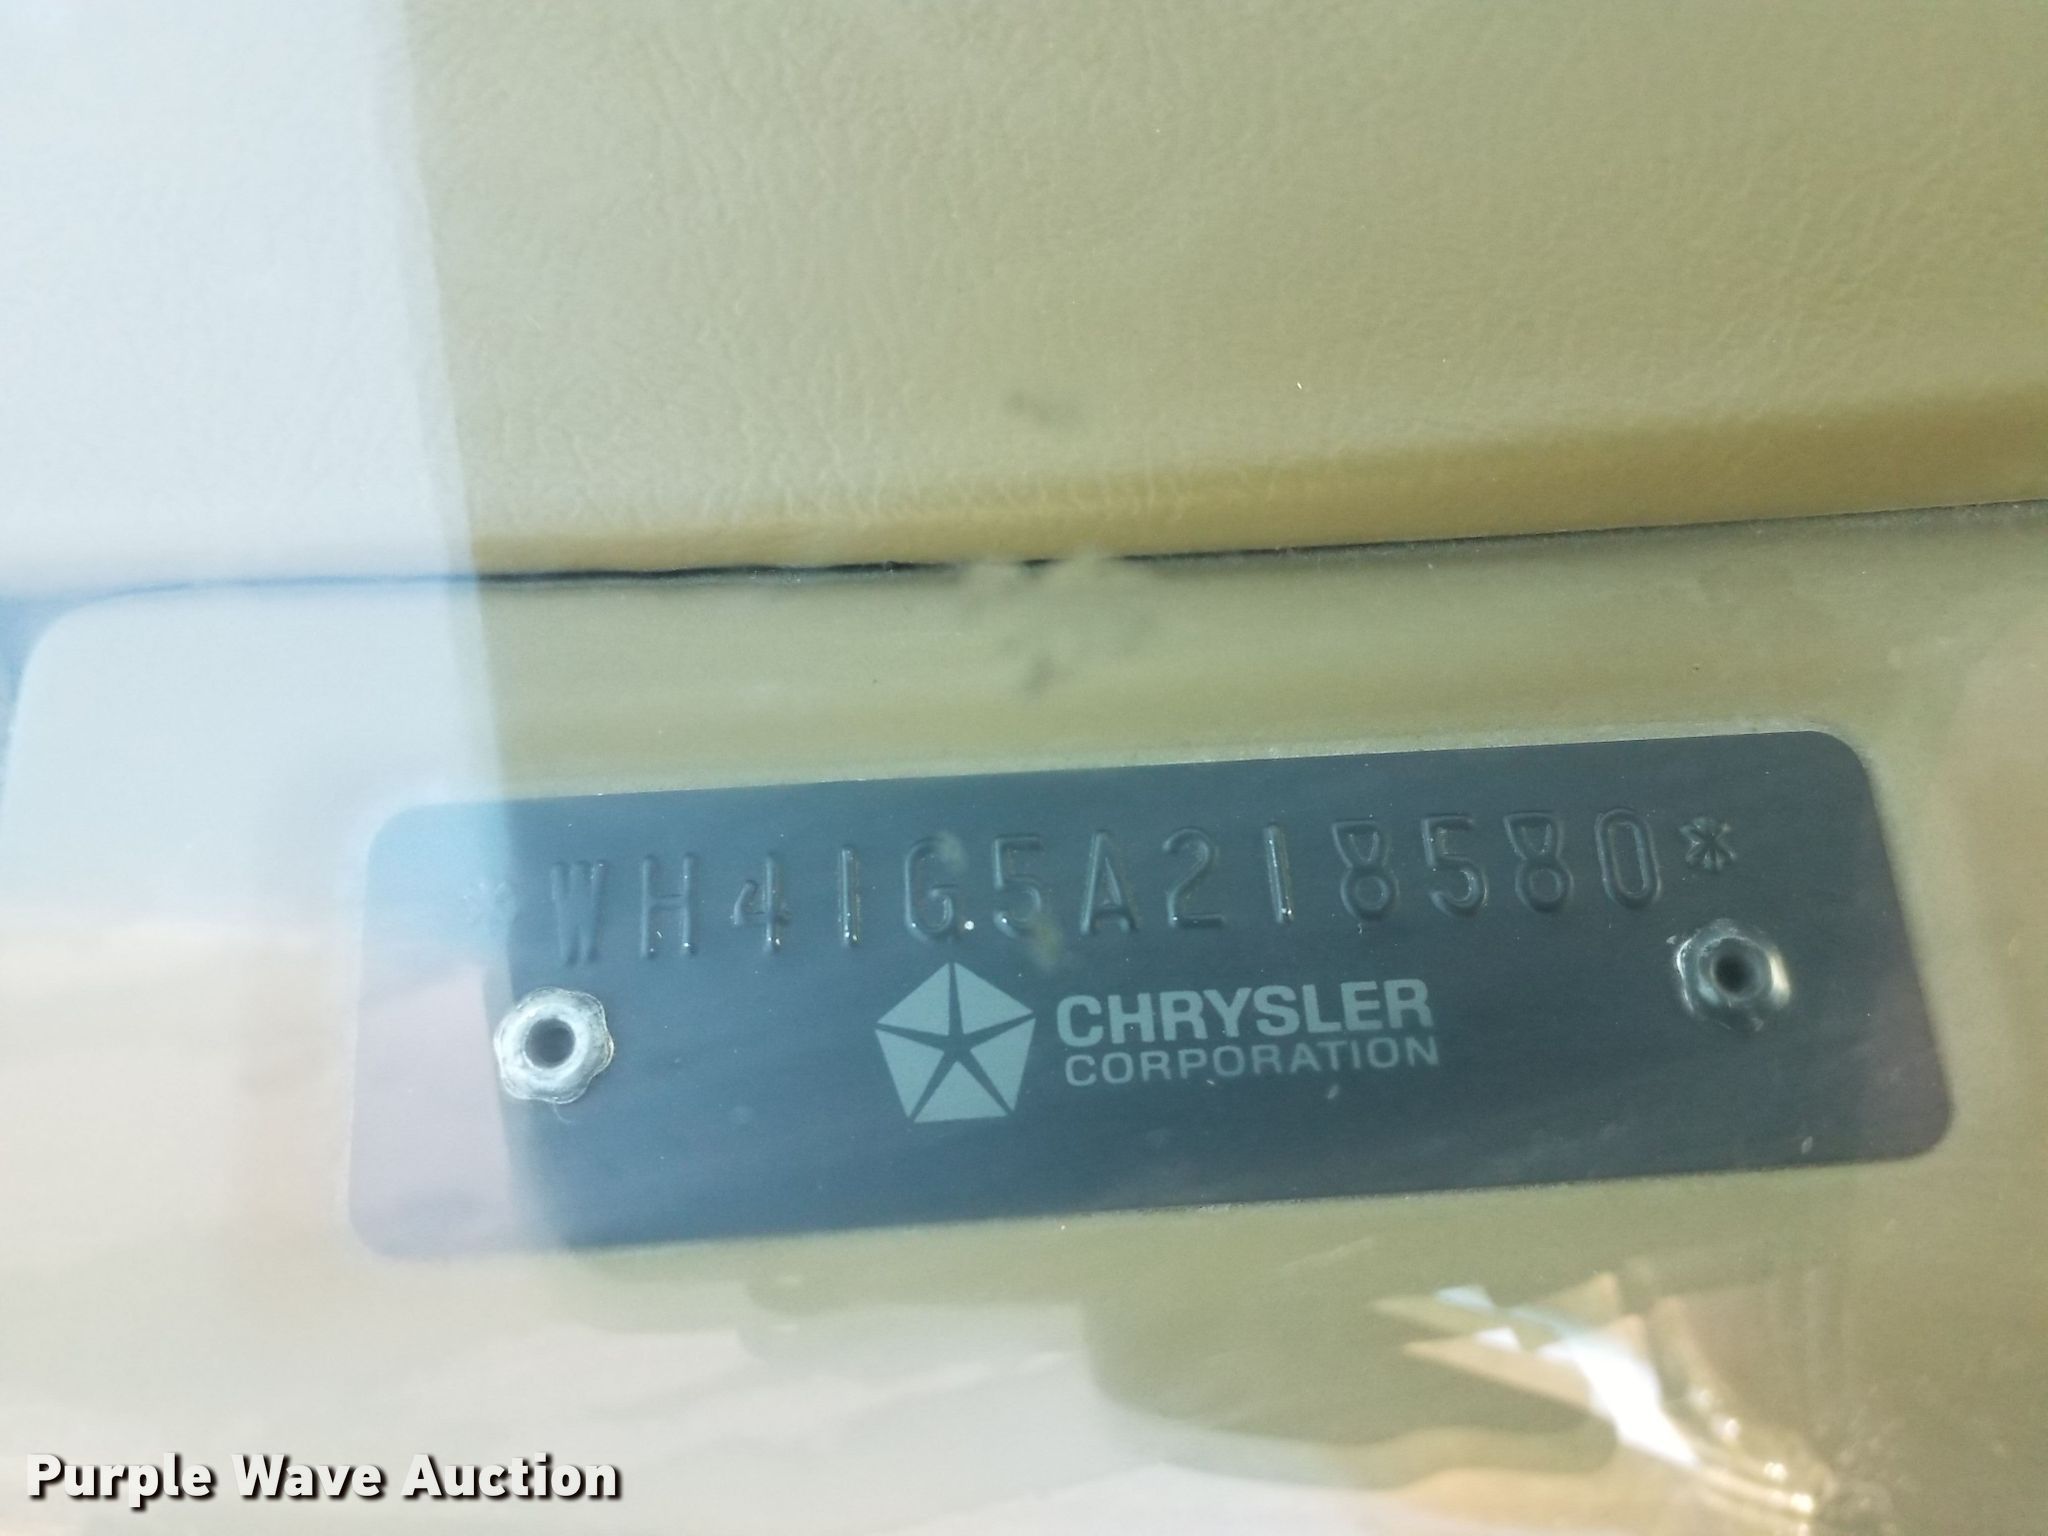 *WH41G5A218580*
CHRYSLER
CORPORATION
Purple Wave Auction